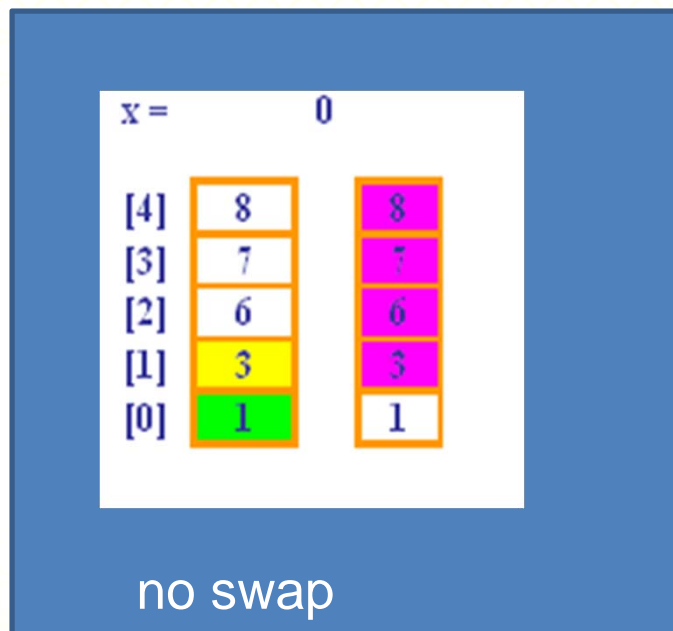 x = 0
[4] 8 8
[3] 7 7
[2] 6 6
[1] 3 3
[0] 1 1
no swap